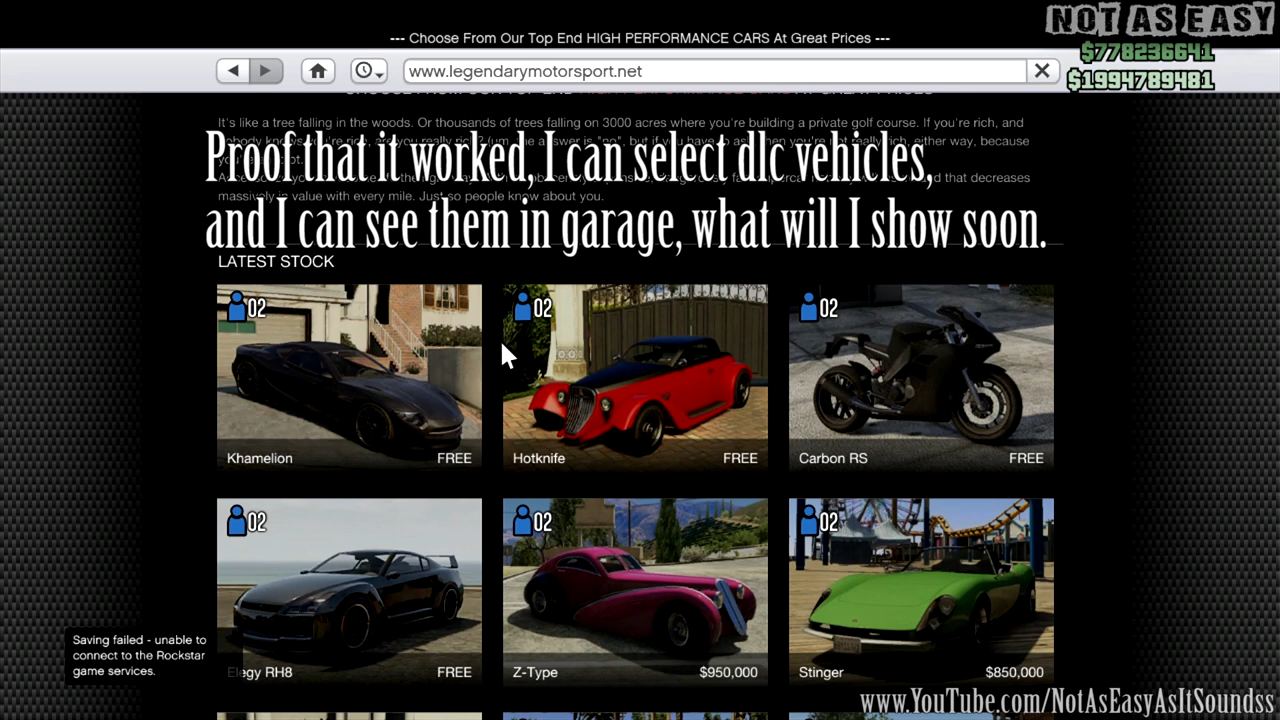 NOT AS EASY
--- Choose From Our Top End HIGH PERFORMANCE CARS At Great Prices ---
$778236641
www.legendarymotorsport.net
$1994789481
It's like a tree falling in the woods. Or thousands of trees falling on 3000 acres where you're building a private golf course. If you're rich, and
Proof that it worked, I can select dlc vehicles,
massively in value with every mile. Just so people know about you.
and I can see them in garage, what will I show soon.
LATEST STOCK
02
02
02
Khamelion FREE
Hotknife FREE
Carbon RS FREE
02
02
02
Saving failed - unable to
connect to the Rockstar
game services.
Elegy RH8 FREE
Z-Type $950,000
Stinger $850,000
www.YouTube.com/NotAsEasyAsItSoundss